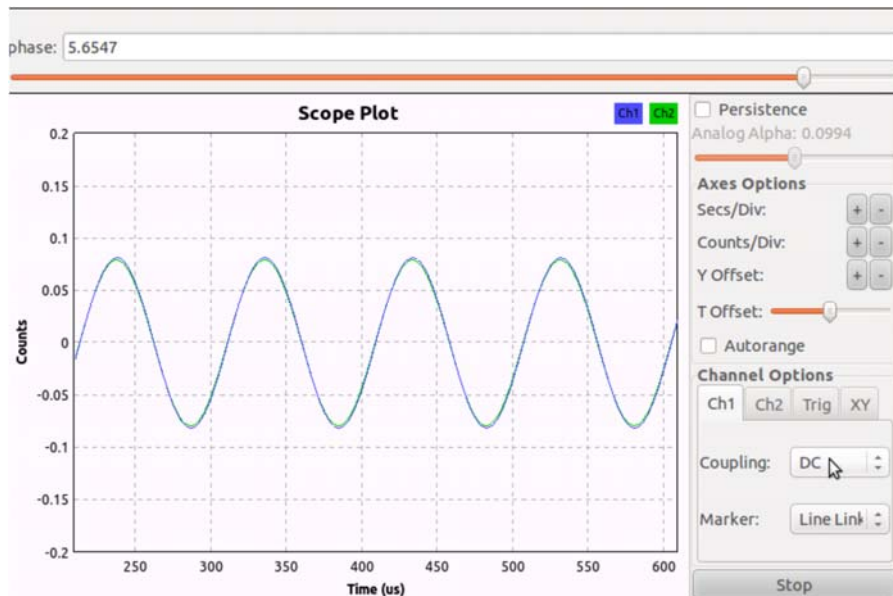 phase: 5.6547
Scope Plot
Ch1 Ch2
0.2
0.15
0.1
0.05
0
-0.05
-0.1
-0.15
-0.2
Counts
250 300 350 400 450 500 550 600
Time (us)
Persistence
Analog Alpha: 0.0994
Axes Options
Secs/Div: + -
Counts/Div: + -
Y Offset: + -
T Offset:
Autorange
Channel Options
Ch1 Ch2 Trig XY
Coupling: DC
Marker: Line Link
Stop